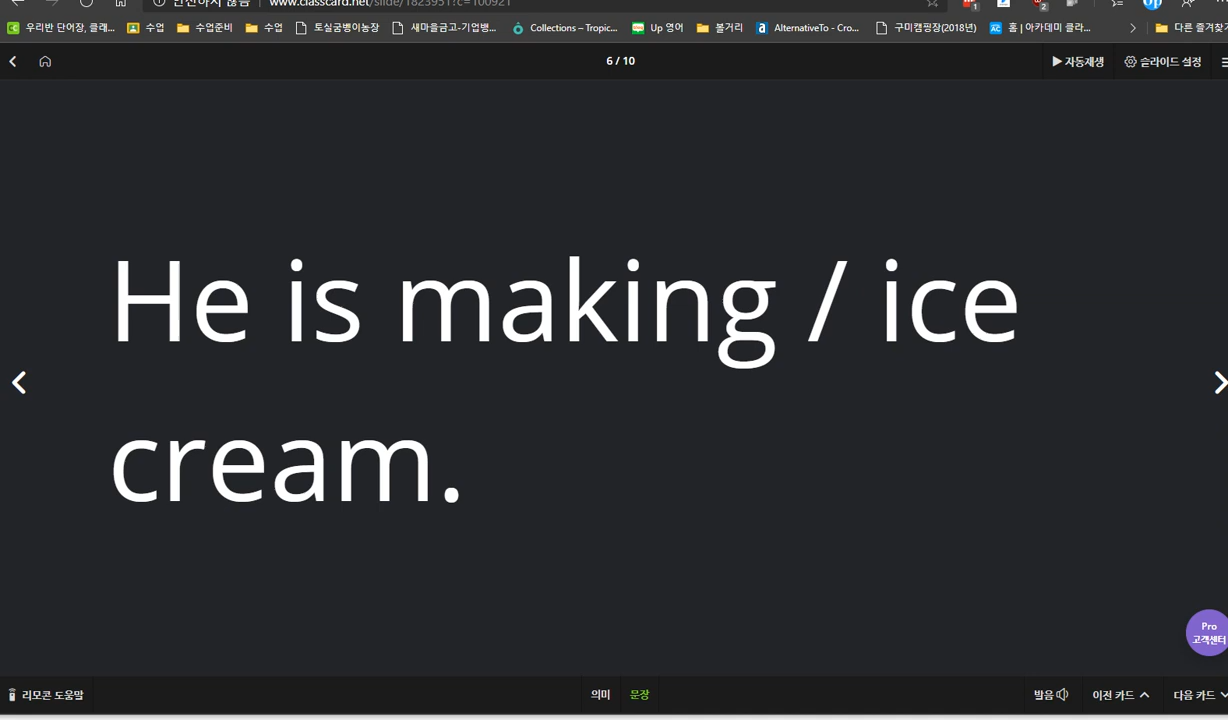 www.classcard.net/slide/1823951?c=100921
우리반 단어장, 클래... 수업 수업준비 수업 토실굼벵이농장 새마을금고-기업뱅... Collections – Tropic... Up 영어 볼거리 AlternativeTo - Cro... 구미캠핑장(2018년) 홈 | 아카데미 클라... 다른 즐겨찾기
6 / 10
자동재생 슬라이드 설정
He is making / ice
cream.
Pro
고객센터
리모콘 도움말 의미 문장 발음 이전 카드 다음 카드